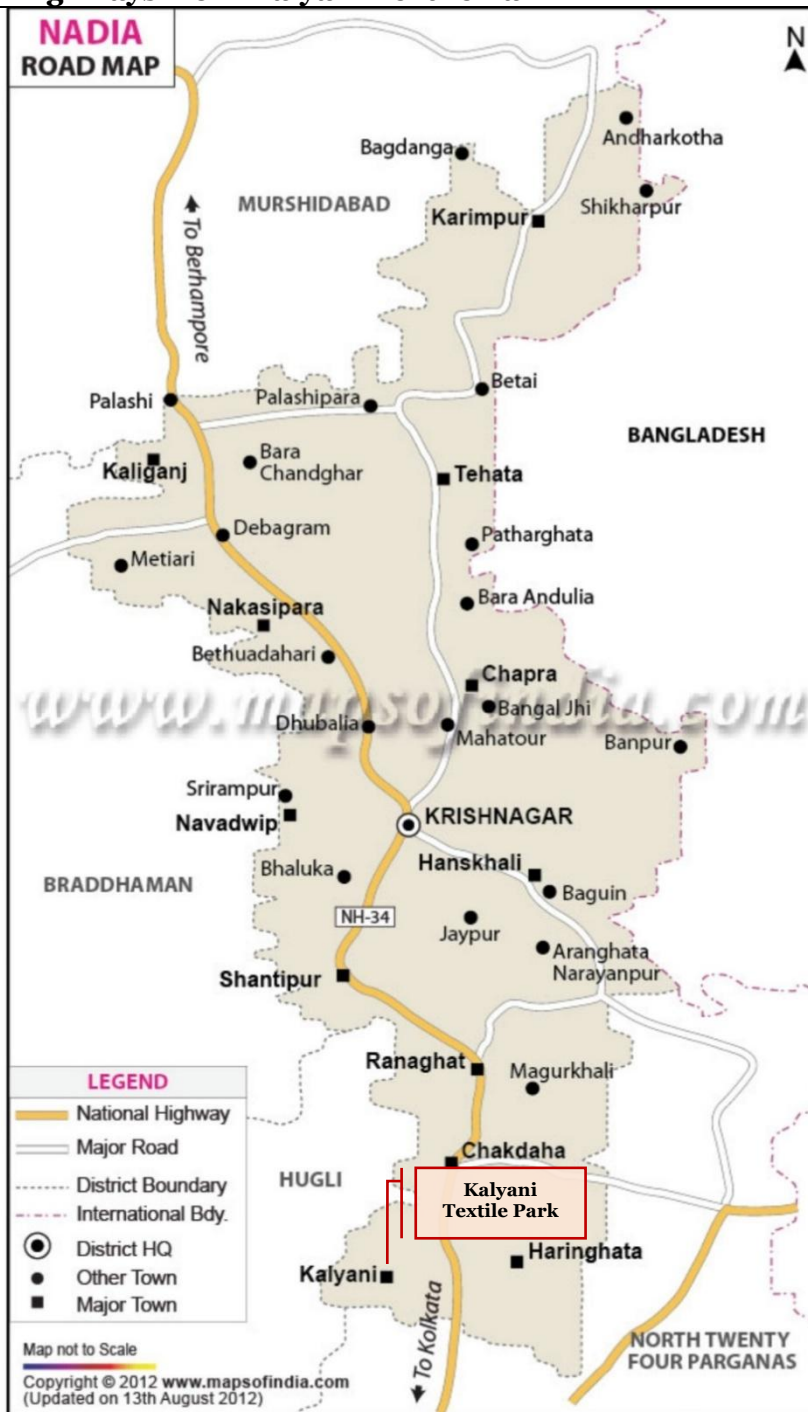 NADIA
ROAD MAP
N
Andharkotha
Bagdanga
Shikharpur
MURSHIDABAD
Karimpur
To Berhampore
Betai
Palashi
Palashipara
BANGLADESH
Bara
Chandghar
Kaliganj
Tehata
Debagram
Patharghata
Metiari
Bara Andulia
Nakasipara
Bethuadahari
Chapra
www.mapsofindia.com
Bangal Jhi
Dhubalia
Mahatour
Banpur
Srirampur
Navadwip
KRISHNAGAR
Hanskhali
Bhaluka
BRADDHAMAN
Baguin
NH-34
Jaypur
Aranghata
Narayanpur
Shantipur
Ranaghat
Magurkhali
LEGEND
National Highway
Major Road
District Boundary
International Bdy.
District HQ
Other Town
Major Town
Chakdaha
HUGLI
Kalyani
Textile Park
Haringhata
Kalyani
To Kolkata
NORTH TWENTY
FOUR PARGANAS
Map not to Scale
Copyright © 2012 www.mapsofindia.com
(Updated on 13th August 2012)